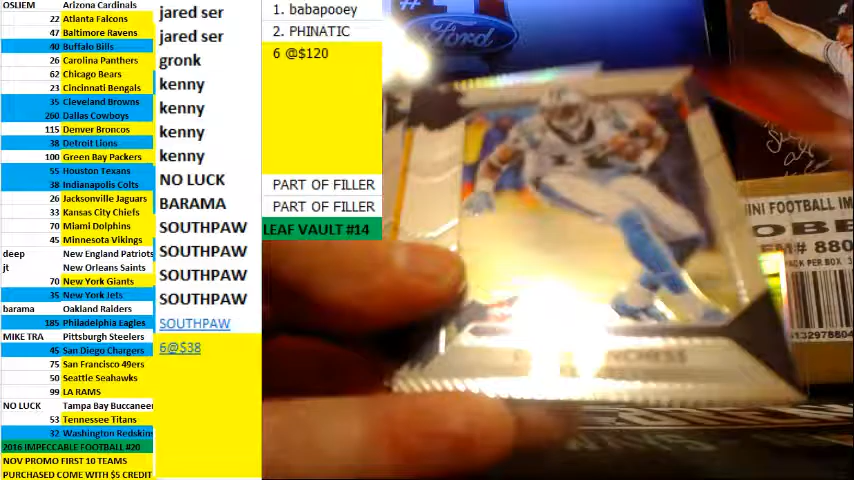 OSLIEM Arizona Cardinals
22 Atlanta Falcons
47 Baltimore Ravens
40 Buffalo Bills
26 Carolina Panthers
62 Chicago Bears
23 Cincinnati Bengals
35 Cleveland Browns
260 Dallas Cowboys
115 Denver Broncos
38 Detroit Lions
100 Green Bay Packers
55 Houston Texans
38 Indianapolis Colts
26 Jacksonville Jaguars
33 Kansas City Chiefs
70 Miami Dolphins
45 Minnesota Vikings
deep New England Patriots
jt New Orleans Saints
70 New York Giants
35 New York Jets
barama Oakland Raiders
185 Philadelphia Eagles
MIKE TRA Pittsburgh Steelers
45 San Diego Chargers
75 San Francisco 49ers
50 Seattle Seahawks
99 LA RAMS
NO LUCK Tampa Bay Buccaneer
53 Tennessee Titans
32 Washington Redskins
2016 IMPECCABLE FOOTBALL #20
NOV PROMO FIRST 10 TEAMS
PURCHASED COME WITH $5 CREDIT
jared ser
jared ser
gronk
kenny
kenny
kenny
kenny
NO LUCK
BARAMA
SOUTHPAW
SOUTHPAW
SOUTHPAW
SOUTHPAW
SOUTHPAW
6@$38
1. babapooey
2. PHINATIC
6 @$120
PART OF FILLER
PART OF FILLER
LEAF VAULT #14
Ford
INI FOOTBALL IM
OBE
EM# 880
PACK PER BOX